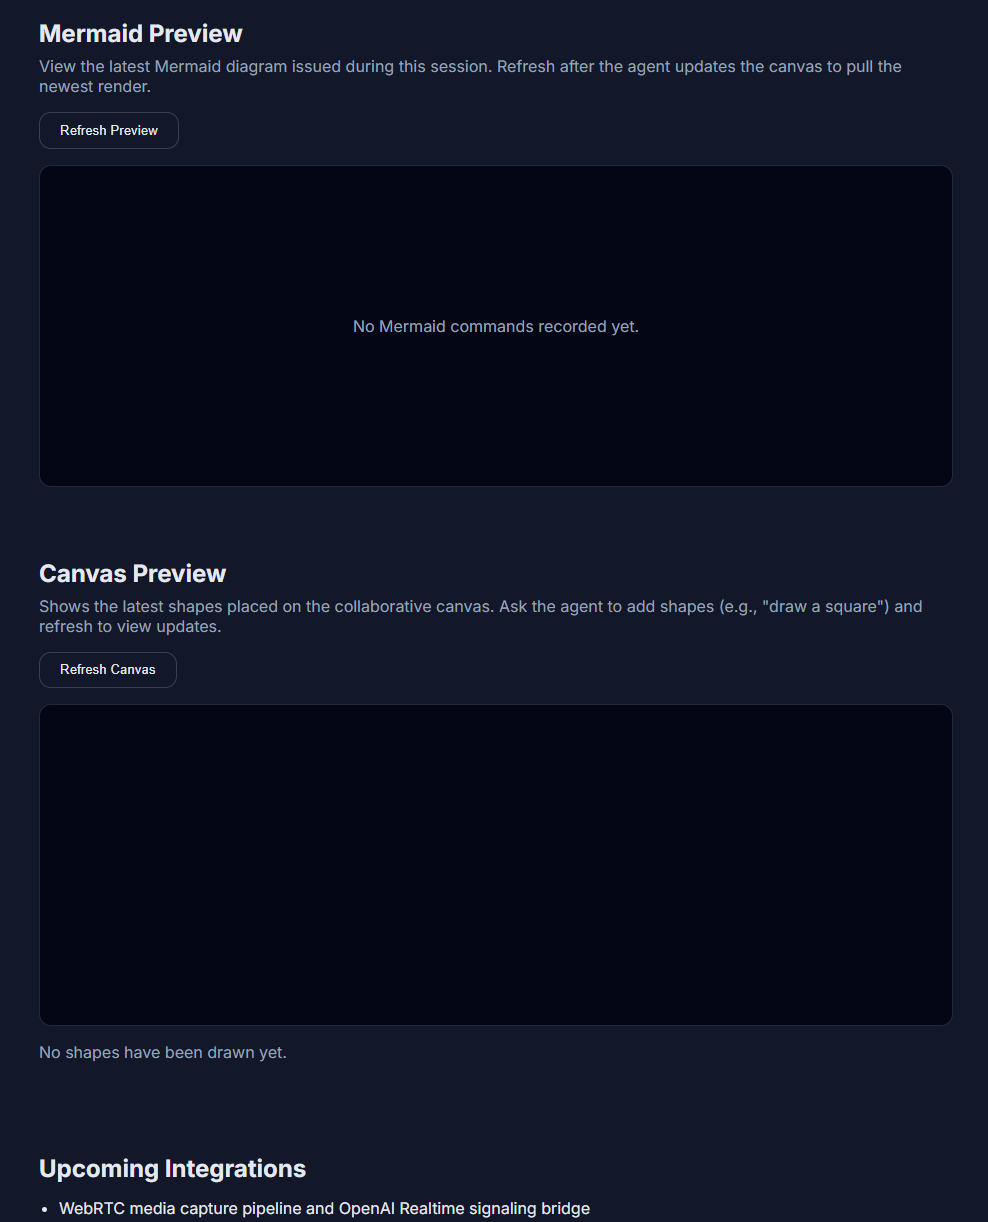 Mermaid Preview
View the latest Mermaid diagram issued during this session. Refresh after the agent updates the canvas to pull the
newest render.
Refresh Preview
No Mermaid commands recorded yet.
Canvas Preview
Shows the latest shapes placed on the collaborative canvas. Ask the agent to add shapes (e.g., "draw a square") and
refresh to view updates.
Refresh Canvas
No shapes have been drawn yet.
Upcoming Integrations
• WebRTC media capture pipeline and OpenAI Realtime signaling bridge